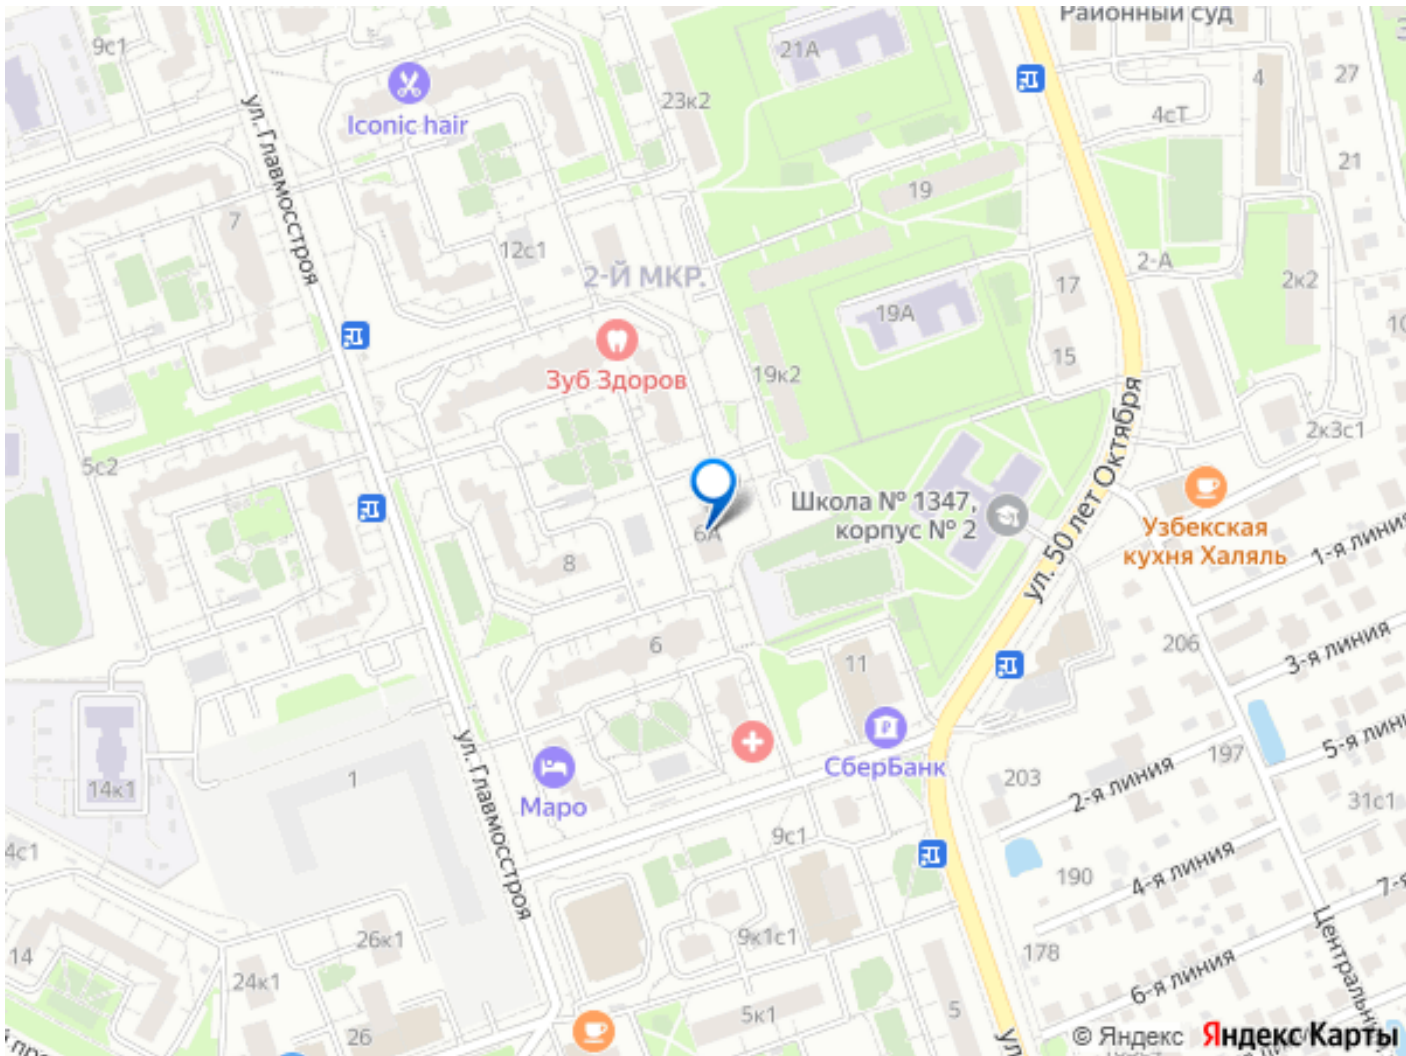 Районный суд
9с1
21А
27
4
23к2
4сТ
Iconic hair
ул. Главмосстроя
21
19
7
12с1
2-А
2-Й МКР.
17
2к2
19А
15
Зуб Здоров
19к2
ул. 50 лет Октября
2к3с1
5с2
Школа № 1347,
корпус № 2
Узбекская
кухня Халяль
1-я линия
6А
8
206
3-я линия
6
11
5-я лини
197
203
2-я линия
СберБанк
14к1
1
Маро
ул. Главмосстроя
31с1
9с1
4с1
190
4-я линия
7-я
Центральны
26к1
9к1с1
14
178
24к1
6-я линия
5к1
5
26
ул
© Яндекс Яндекс Карты